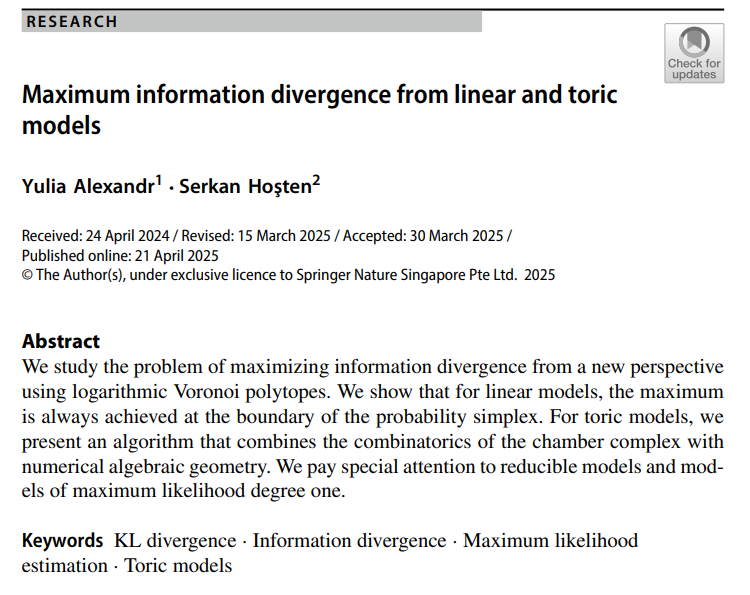 RESEARCH
Check for
updates
Maximum information divergence from linear and toric
models
Yulia Alexandr1 · Serkan Hoşten2
Received: 24 April 2024 / Revised: 15 March 2025 / Accepted: 30 March 2025 /
Published online: 21 April 2025
© The Author(s), under exclusive licence to Springer Nature Singapore Pte Ltd. 2025
Abstract
We study the problem of maximizing information divergence from a new perspective
using logarithmic Voronoi polytopes. We show that for linear models, the maximum
is always achieved at the boundary of the probability simplex. For toric models, we
present an algorithm that combines the combinatorics of the chamber complex with
numerical algebraic geometry. We pay special attention to reducible models and mod-
els of maximum likelihood degree one.
Keywords KL divergence · Information divergence · Maximum likelihood
estimation · Toric models